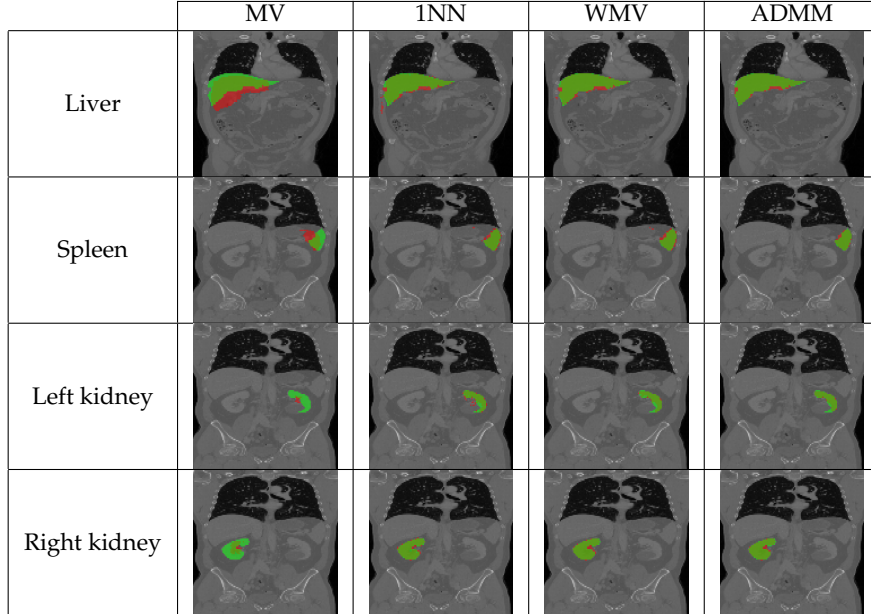 MV 1NN WMV ADMM
Liver
Spleen
Left kidney
Right kidney